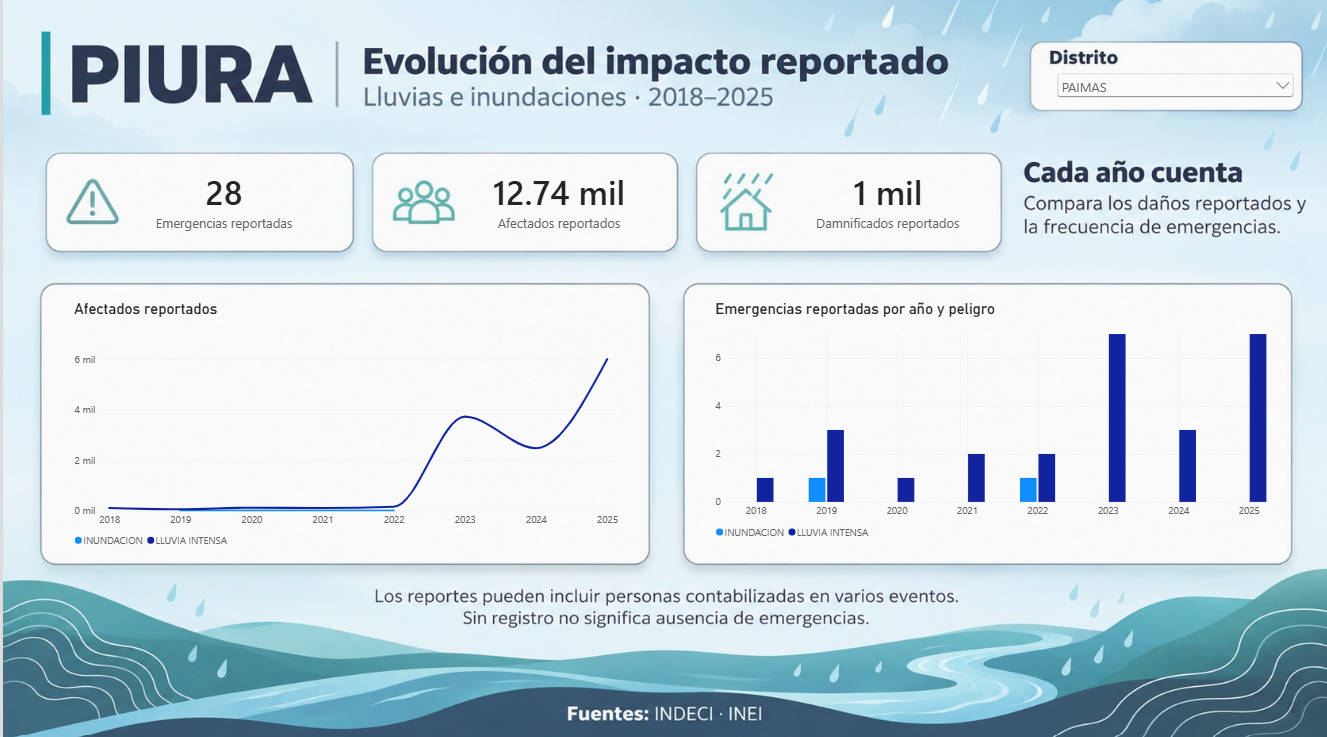 PIURA
Evolución del impacto reportado
Lluvias e inundaciones · 2018–2025
Distrito
PAIMAS
28
Emergencias reportadas
12.74 mil
Afectados reportados
1 mil
Damnificados reportados
Cada año cuenta
Compara los daños reportados y
la frecuencia de emergencias.
Afectados reportados
6 mil
4 mil
2 mil
0 mil
2018 2019 2020 2021 2022 2023 2024 2025
INUNDACION LLUVIA INTENSA
Emergencias reportadas por año y peligro
6
4
2
0
2018 2019 2020 2021 2022 2023 2024 2025
INUNDACION LLUVIA INTENSA
Los reportes pueden incluir personas contabilizadas en varios eventos.
Sin registro no significa ausencia de emergencias.
Fuentes: INDECI · INEI